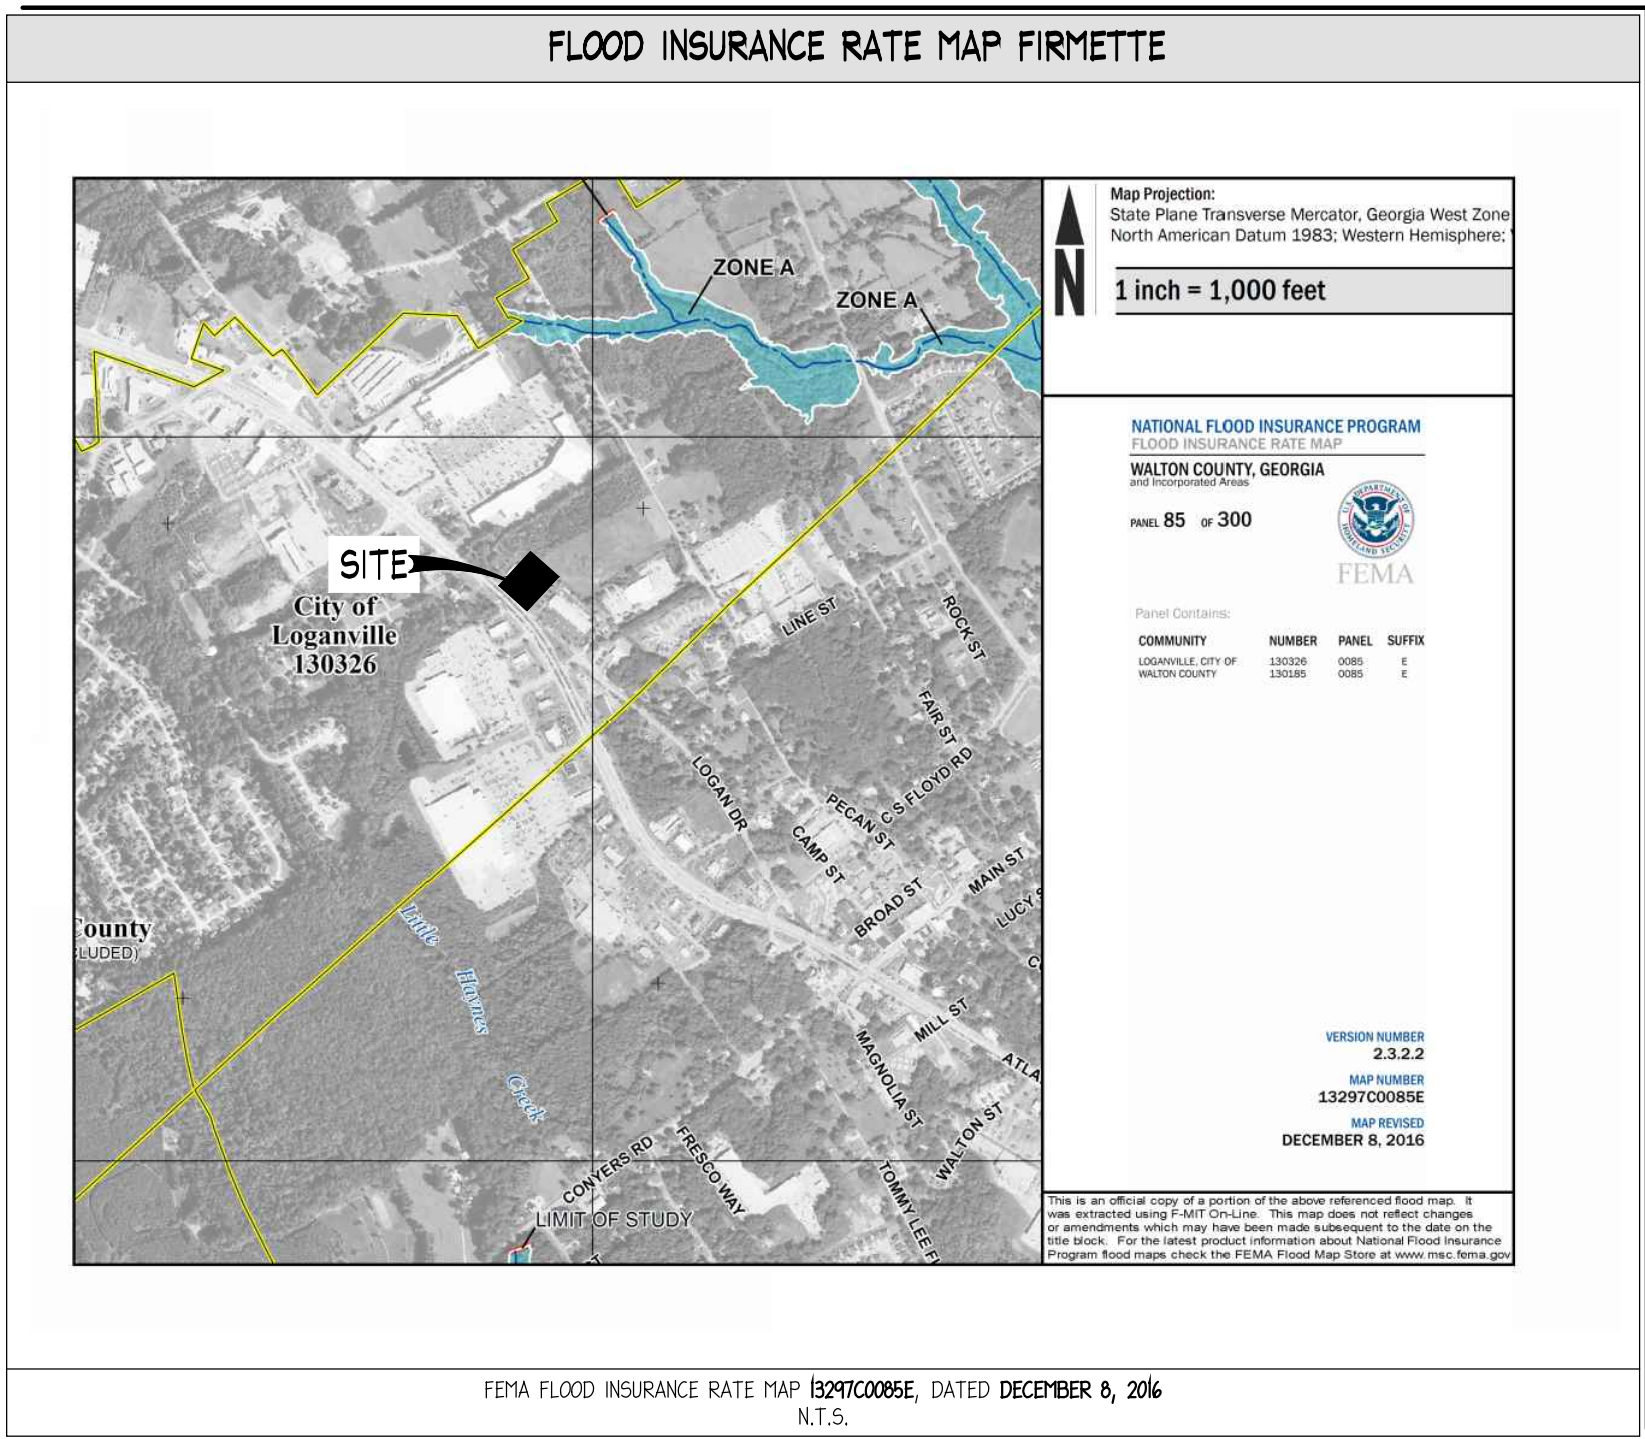 FLOOD INSURANCE RATE MAP FIRMETTE
ZONE A
ZONE A
SITE
City of
Loganville
130326
LINE ST
ROCK ST
FAIR ST
C S FLOYD RD
LOGAN DR
PECAN ST
CAMP ST
MAIN ST
BROAD ST
LUCY S
County
LUDED)
Little
Haynes
Creek
MILL ST
MAGNOLIA ST
ATLA
WALTON ST
CONYERS RD
FRESCO WAY
TOMMY LEE F
LIMIT OF STUDY
ST
N
Map Projection:
State Plane Transverse Mercator, Georgia West Zone
North American Datum 1983; Western Hemisphere;
1 inch = 1,000 feet
NATIONAL FLOOD INSURANCE PROGRAM
FLOOD INSURANCE RATE MAP
WALTON COUNTY, GEORGIA
and Incorporated Areas
PANEL 85 OF 300
U.S. DEPARTMENT OF HOMELAND SECURITY
FEMA
Panel Contains:
COMMUNITY NUMBER PANEL SUFFIX
LOGANVILLE, CITY OF 130326 0085 E
WALTON COUNTY 130185 0085 E
VERSION NUMBER
2.3.2.2
MAP NUMBER
13297C0085E
MAP REVISED
DECEMBER 8, 2016
This is an official copy of a portion of the above referenced flood map. It
was extracted using F-MIT On-Line. This map does not reflect changes
or amendments which may have been made subsequent to the date on the
title block. For the latest product information about National Flood Insurance
Program flood maps check the FEMA Flood Map Store at www.msc.fema.gov
FEMA FLOOD INSURANCE RATE MAP 13297C0085E, DATED DECEMBER 8, 2016
N.T.S.